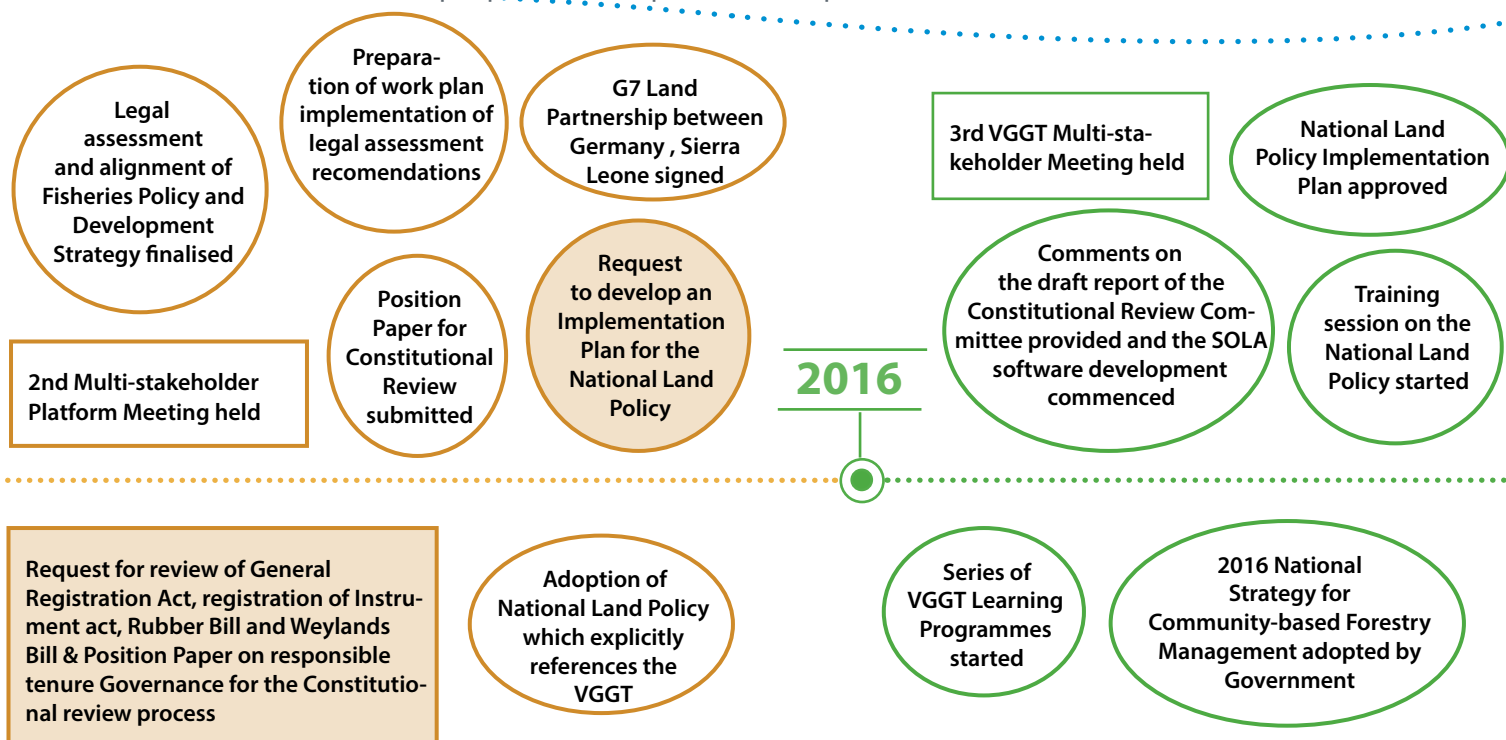 Legal
assessment
and alignment of
Fisheries Policy and
Development
Strategy finalised
Prepara-
tion of work plan
implementation of
legal assessment
recomendations
G7 Land
Partnership between
Germany , Sierra
Leone signed
2nd Multi-stakeholder
Platform Meeting held
Position
Paper for
Constitutional
Review
submitted
Request
to develop an
Implementation
Plan for the
National Land
Policy
2016
3rd VGGT Multi-sta-
keholder Meeting held
National Land
Policy Implementation
Plan approved
Comments on
the draft report of the
Constitutional Review Com-
mittee provided and the SOLA
software development
commenced
Training
session on the
National Land
Policy started
Request for review of General
Registration Act, registration of Instru-
ment act, Rubber Bill and Weylands
Bill & Position Paper on responsible
tenure Governance for the Constitutio-
nal review process
Adoption of
National Land Policy
which explicitly
references the
VGGT
Series of
VGGT Learning
Programmes
started
2016 National
Strategy for
Community-based Forestry
Management adopted by
Government